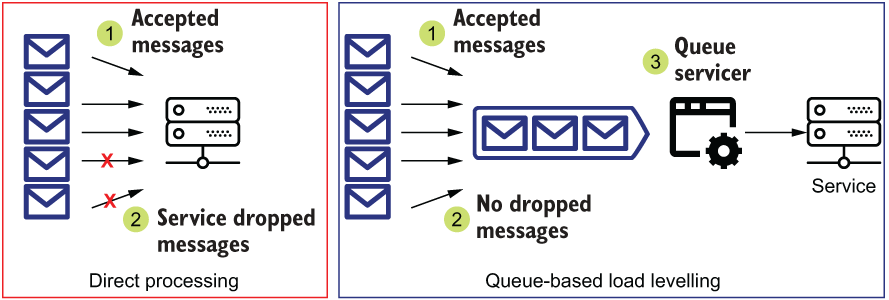 1 Accepted
messages
X
X
2 Service dropped
messages
Direct processing
1 Accepted
messages
3 Queue
servicer
2 No dropped
messages
Service
Queue-based load levelling